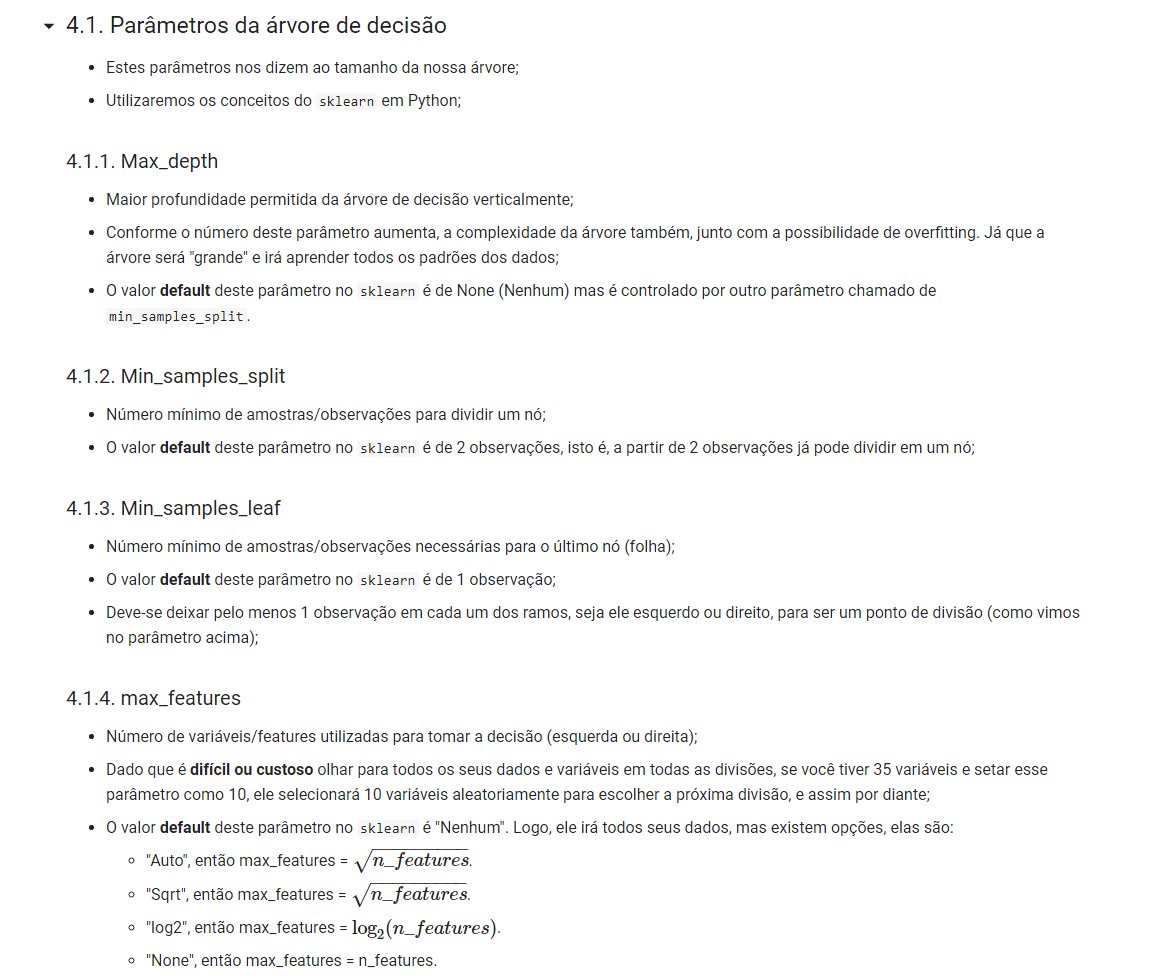 4.1. Parâmetros da árvore de decisão
• Estes parâmetros nos dizem ao tamanho da nossa árvore;
• Utilizaremos os conceitos do sklearn em Python;
4.1.1. Max_depth
• Maior profundidade permitida da árvore de decisão verticalmente;
• Conforme o número deste parâmetro aumenta, a complexidade da árvore também, junto com a possibilidade de overfitting. Já que a
árvore será "grande" e irá aprender todos os padrões dos dados;
• O valor default deste parâmetro no sklearn é de None (Nenhum) mas é controlado por outro parâmetro chamado de
min_samples_split.
4.1.2. Min_samples_split
• Número mínimo de amostras/observações para dividir um nó;
• O valor default deste parâmetro no sklearn é de 2 observações, isto é, a partir de 2 observações já pode dividir em um nó;
4.1.3. Min_samples_leaf
• Número mínimo de amostras/observações necessárias para o último nó (folha);
• O valor default deste parâmetro no sklearn é de 1 observação;
• Deve-se deixar pelo menos 1 observação em cada um dos ramos, seja ele esquerdo ou direito, para ser um ponto de divisão (como vimos
no parâmetro acima);
4.1.4. max_features
• Número de variáveis/features utilizadas para tomar a decisão (esquerda ou direita);
• Dado que é difícil ou custoso olhar para todos os seus dados e variáveis em todas as divisões, se você tiver 35 variáveis e setar esse
parâmetro como 10, ele selecionará 10 variáveis aleatoriamente para escolher a próxima divisão, e assim por diante;
• O valor default deste parâmetro no sklearn é "Nenhum". Logo, ele irá todos seus dados, mas existem opções, elas são:
◦ "Auto", então max_features = √n_features.
◦ "Sqrt", então max_features = √n_features.
◦ "log2", então max_features = log₂(n_features).
◦ "None", então max_features = n_features.